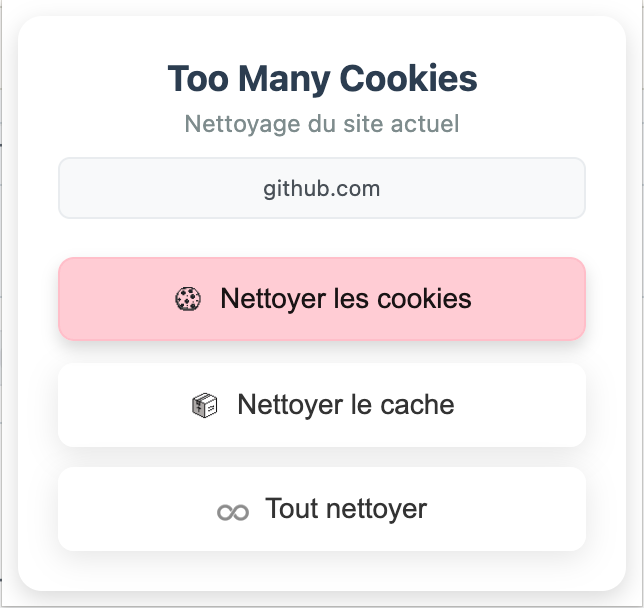 Too Many Cookies
Nettoyage du site actuel
github.com
Nettoyer les cookies
Nettoyer le cache
Tout nettoyer